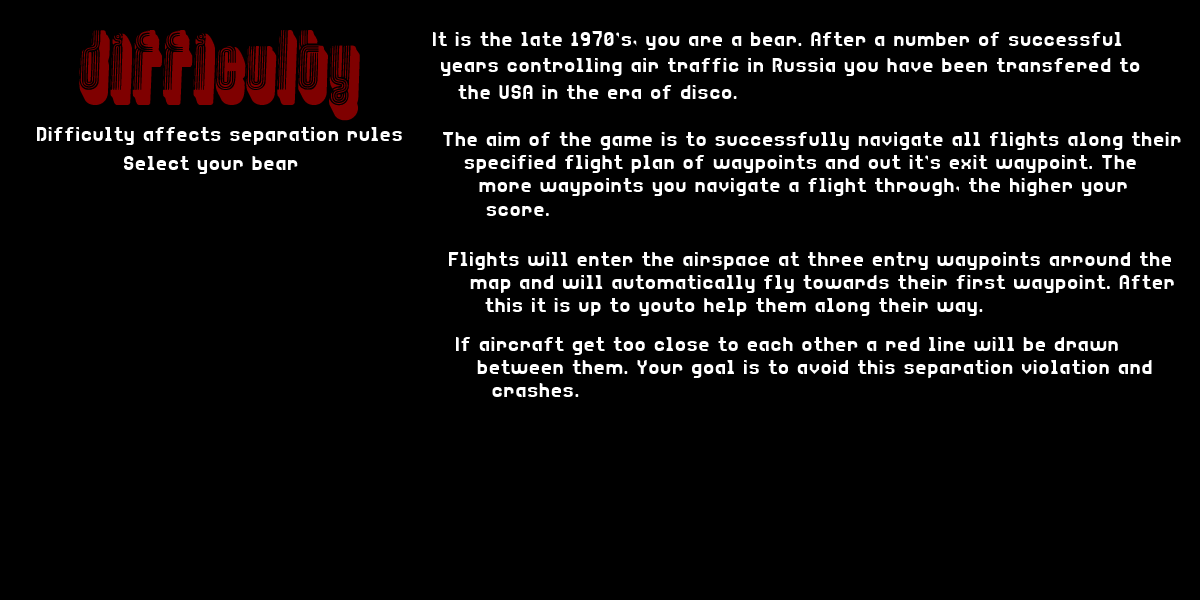 difficulty
Difficulty affects separation rules
Select your bear
It is the late 1970's, you are a bear. After a number of successful
years controlling air traffic in Russia you have been transfered to
the USA in the era of disco.
The aim of the game is to successfully navigate all flights along their
specified flight plan of waypoints and out it's exit waypoint. The
more waypoints you navigate a flight through, the higher your
score.
Flights will enter the airspace at three entry waypoints arround the
map and will automatically fly towards their first waypoint. After
this it is up to youto help them along their way.
If aircraft get too close to each other a red line will be drawn
between them. Your goal is to avoid this separation violation and
crashes.